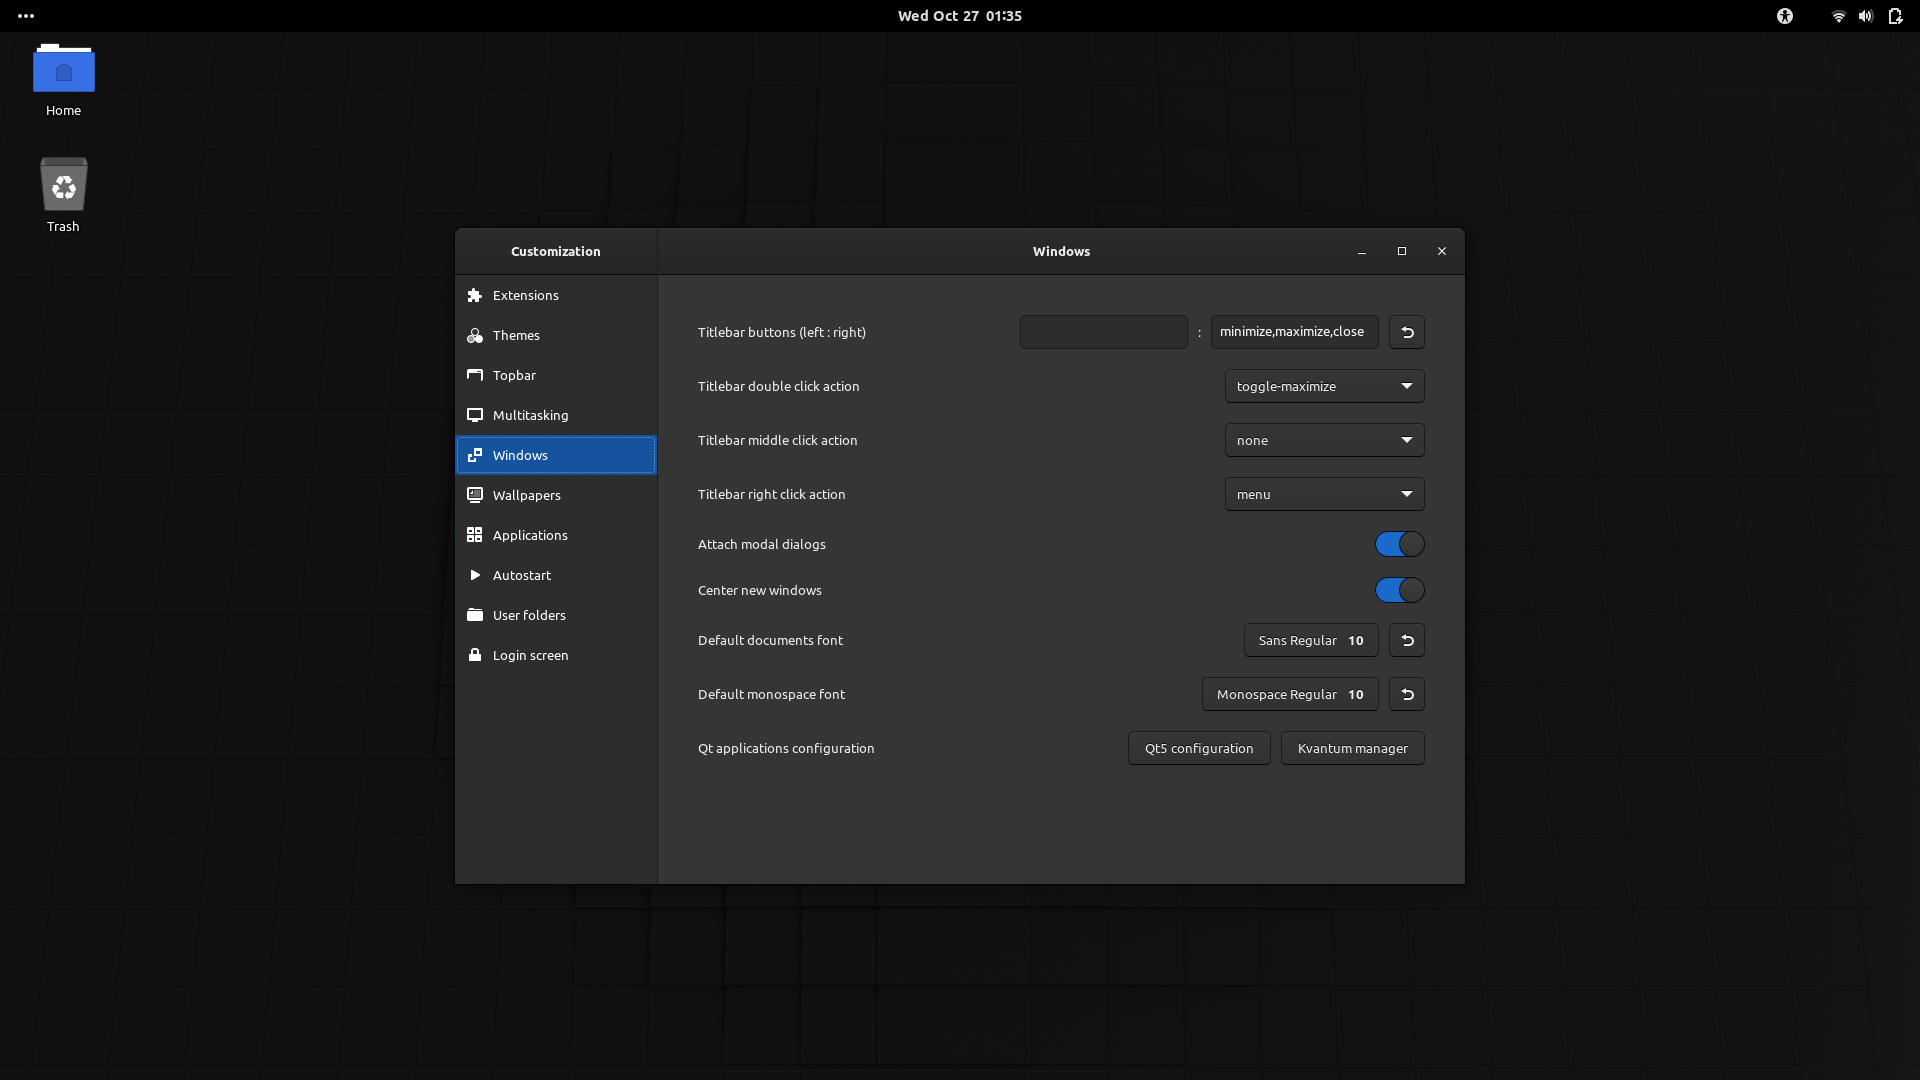 Wed Oct 27 01:35
Home
Trash
Customization
Windows
Extensions
Themes
Topbar
Multitasking
Windows
Wallpapers
Applications
Autostart
User folders
Login screen
Titlebar buttons (left : right)
: minimize,maximize,close
Titlebar double click action
toggle-maximize
Titlebar middle click action
none
Titlebar right click action
menu
Attach modal dialogs
Center new windows
Default documents font
Sans Regular 10
Default monospace font
Monospace Regular 10
Qt applications configuration
Qt5 configuration
Kvantum manager